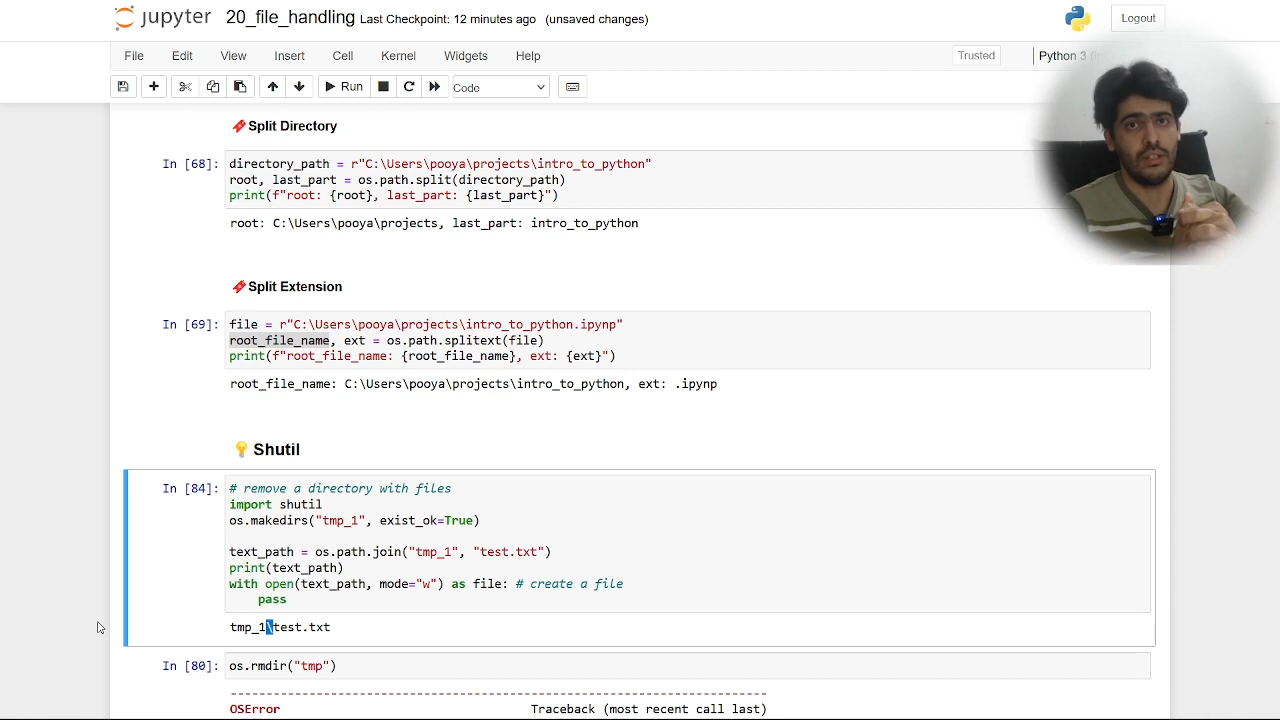 jupyter 20_file_handling Last Checkpoint: 12 minutes ago (unsaved changes) Logout
File Edit View Insert Cell Kernel Widgets Help Trusted Python 3
Run Code
Split Directory
In [68]: directory_path = r"C:\Users\pooya\projects\intro_to_python"
root, last_part = os.path.split(directory_path)
print(f"root: {root}, last_part: {last_part}")
root: C:\Users\pooya\projects, last_part: intro_to_python
Split Extension
In [69]: file = r"C:\Users\pooya\projects\intro_to_python.ipynp"
root_file_name, ext = os.path.splitext(file)
print(f"root_file_name: {root_file_name}, ext: {ext}")
root_file_name: C:\Users\pooya\projects\intro_to_python, ext: .ipynp
Shutil
In [84]: # remove a directory with files
import shutil
os.makedirs("tmp_1", exist_ok=True)
text_path = os.path.join("tmp_1", "test.txt")
print(text_path)
with open(text_path, mode="w") as file: # create a file
pass
tmp_1\test.txt
In [80]: os.rmdir("tmp")
---------------------------------------------------------------------------
OSError Traceback (most recent call last)